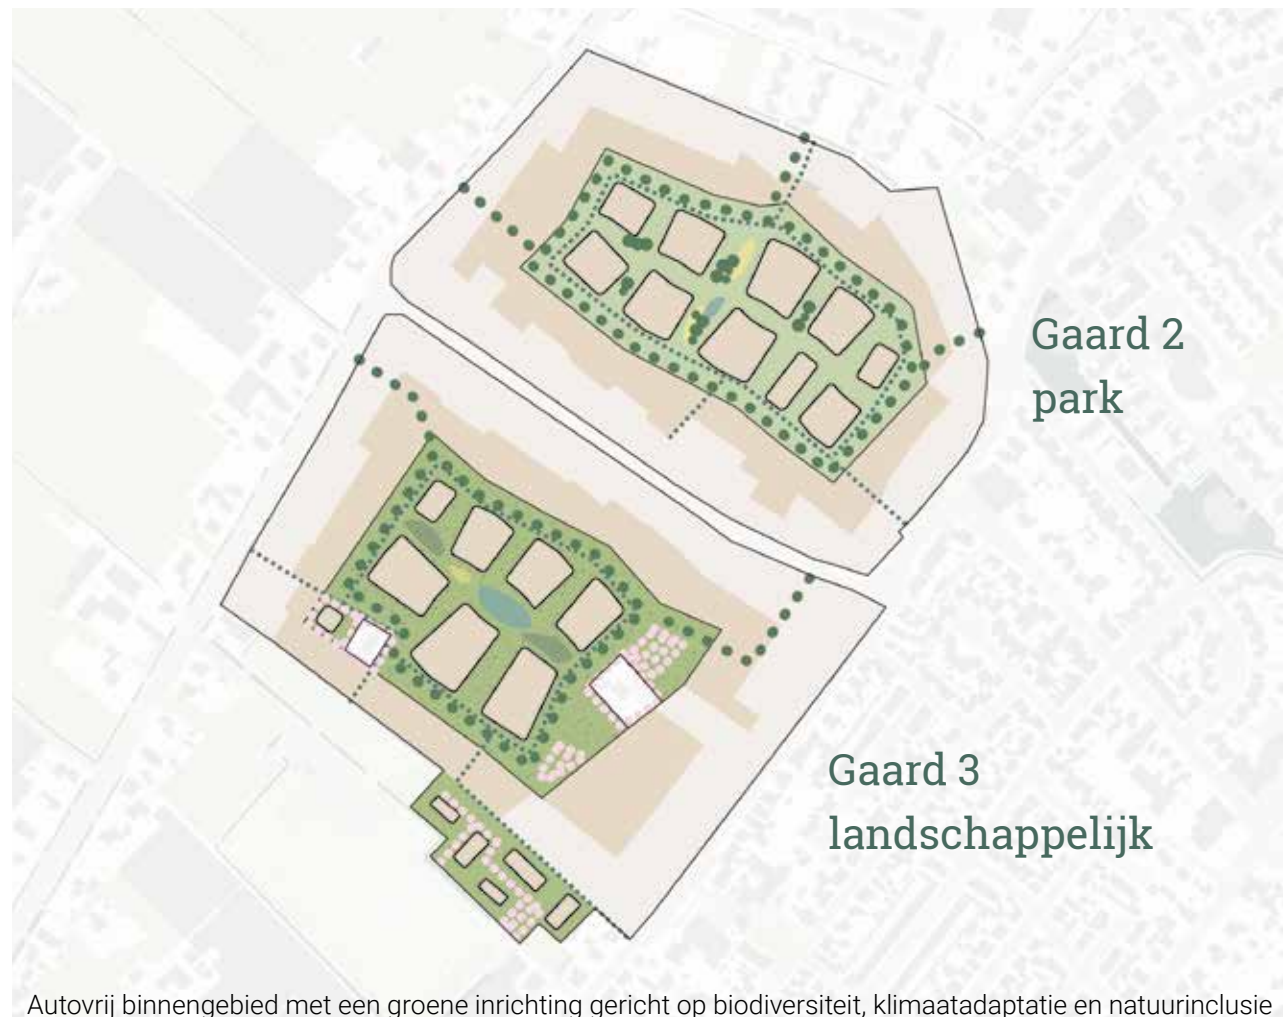 Gaard 2
park
Gaard 3
landschappelijk
Autovrij binnengebied met een groene inrichting gericht op biodiversiteit, klimaatadaptatie en natuurinclusie